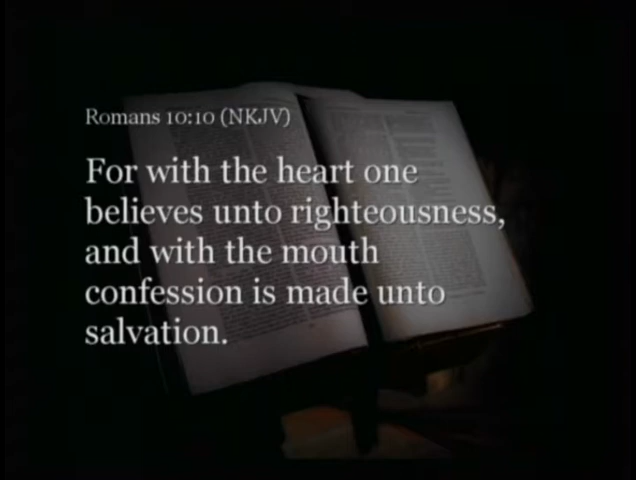 Romans 10:10 (NKJV)
For with the heart one
believes unto righteousness,
and with the mouth
confession is made unto
salvation.